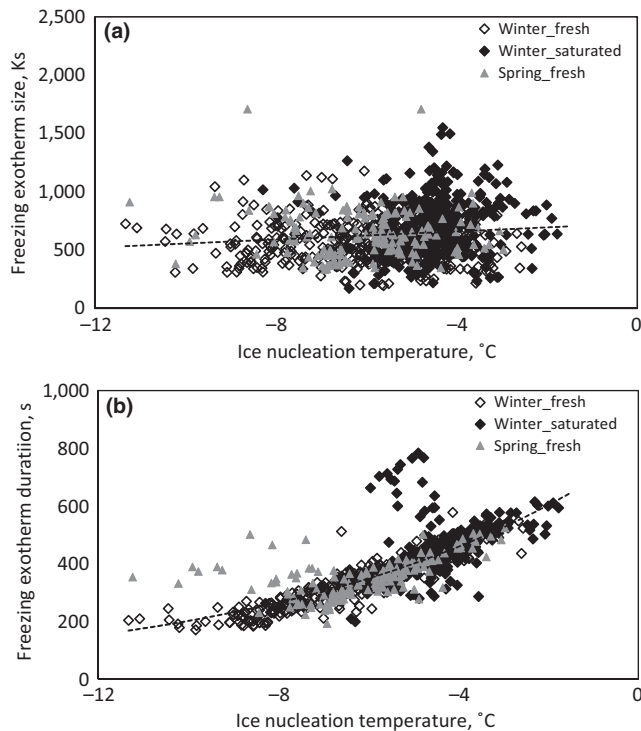 (a)
Winter_fresh
Winter_saturated
Spring_fresh
Freezing exotherm size, Ks
2,500
2,000
1,500
1,000
500
0
–12
–8
–4
0
Ice nucleation temperature, ˚C
(b)
Winter_fresh
Winter_saturated
Spring_fresh
Freezing exotherm duratiion, s
1,000
800
600
400
200
0
–12
–8
–4
0
Ice nucleation temperature, ˚C